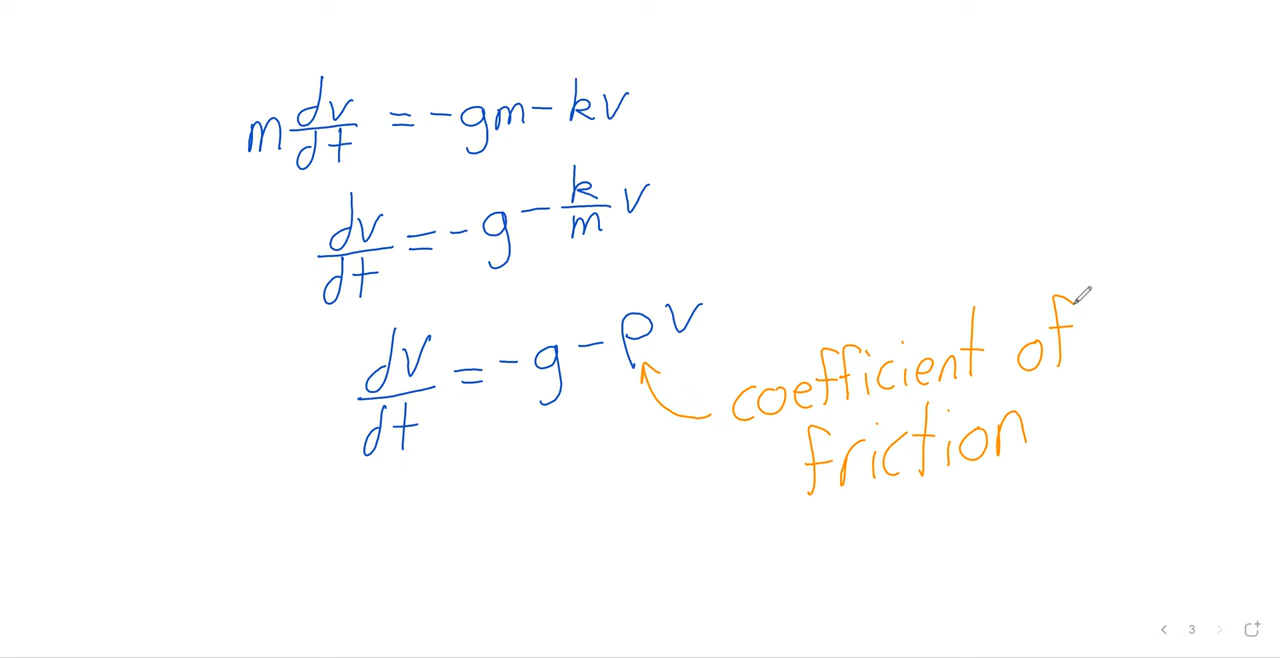 m dv/dt = -gm - kv
dv/dt = -g - k/m v
dv/dt = -g - ρv
coefficient of
friction
3